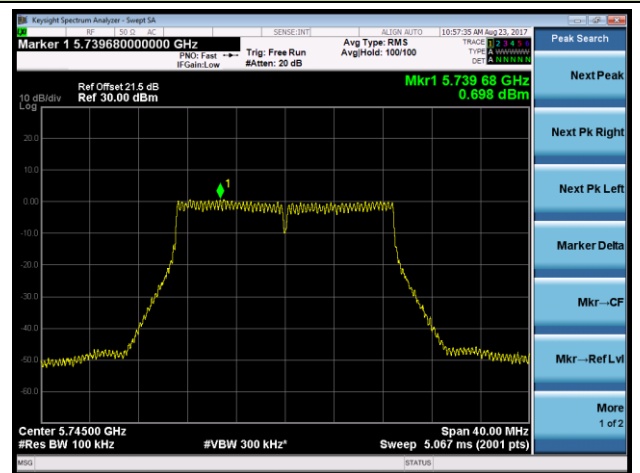 Keysight Spectrum Analyzer - Swept SA
RF 50 Ω AC SENSE:INT ALIGN AUTO 10:57:35 AM Aug 23, 2017
Marker 1 5.739680000000 GHz
PNO: Fast
IFGain:Low
Trig: Free Run
#Atten: 20 dB
Avg Type: RMS
Avg|Hold: 100/100
TRACE 1 2 3 4 5 6
TYPE A WWWWW
DET A N N N N N
Peak Search
Ref Offset 21.5 dB
Ref 30.00 dBm
10 dB/div
Log
Mkr1 5.739 68 GHz
0.698 dBm
20.0
10.0
0.00
-10.0
-20.0
-30.0
-40.0
-50.0
-60.0
1
Center 5.74500 GHz
#Res BW 100 kHz
#VBW 300 kHz*
Span 40.00 MHz
Sweep 5.067 ms (2001 pts)
Next Peak
Next Pk Right
Next Pk Left
Marker Delta
Mkr→CF
Mkr→Ref Lvl
More
1 of 2
MSG
STATUS